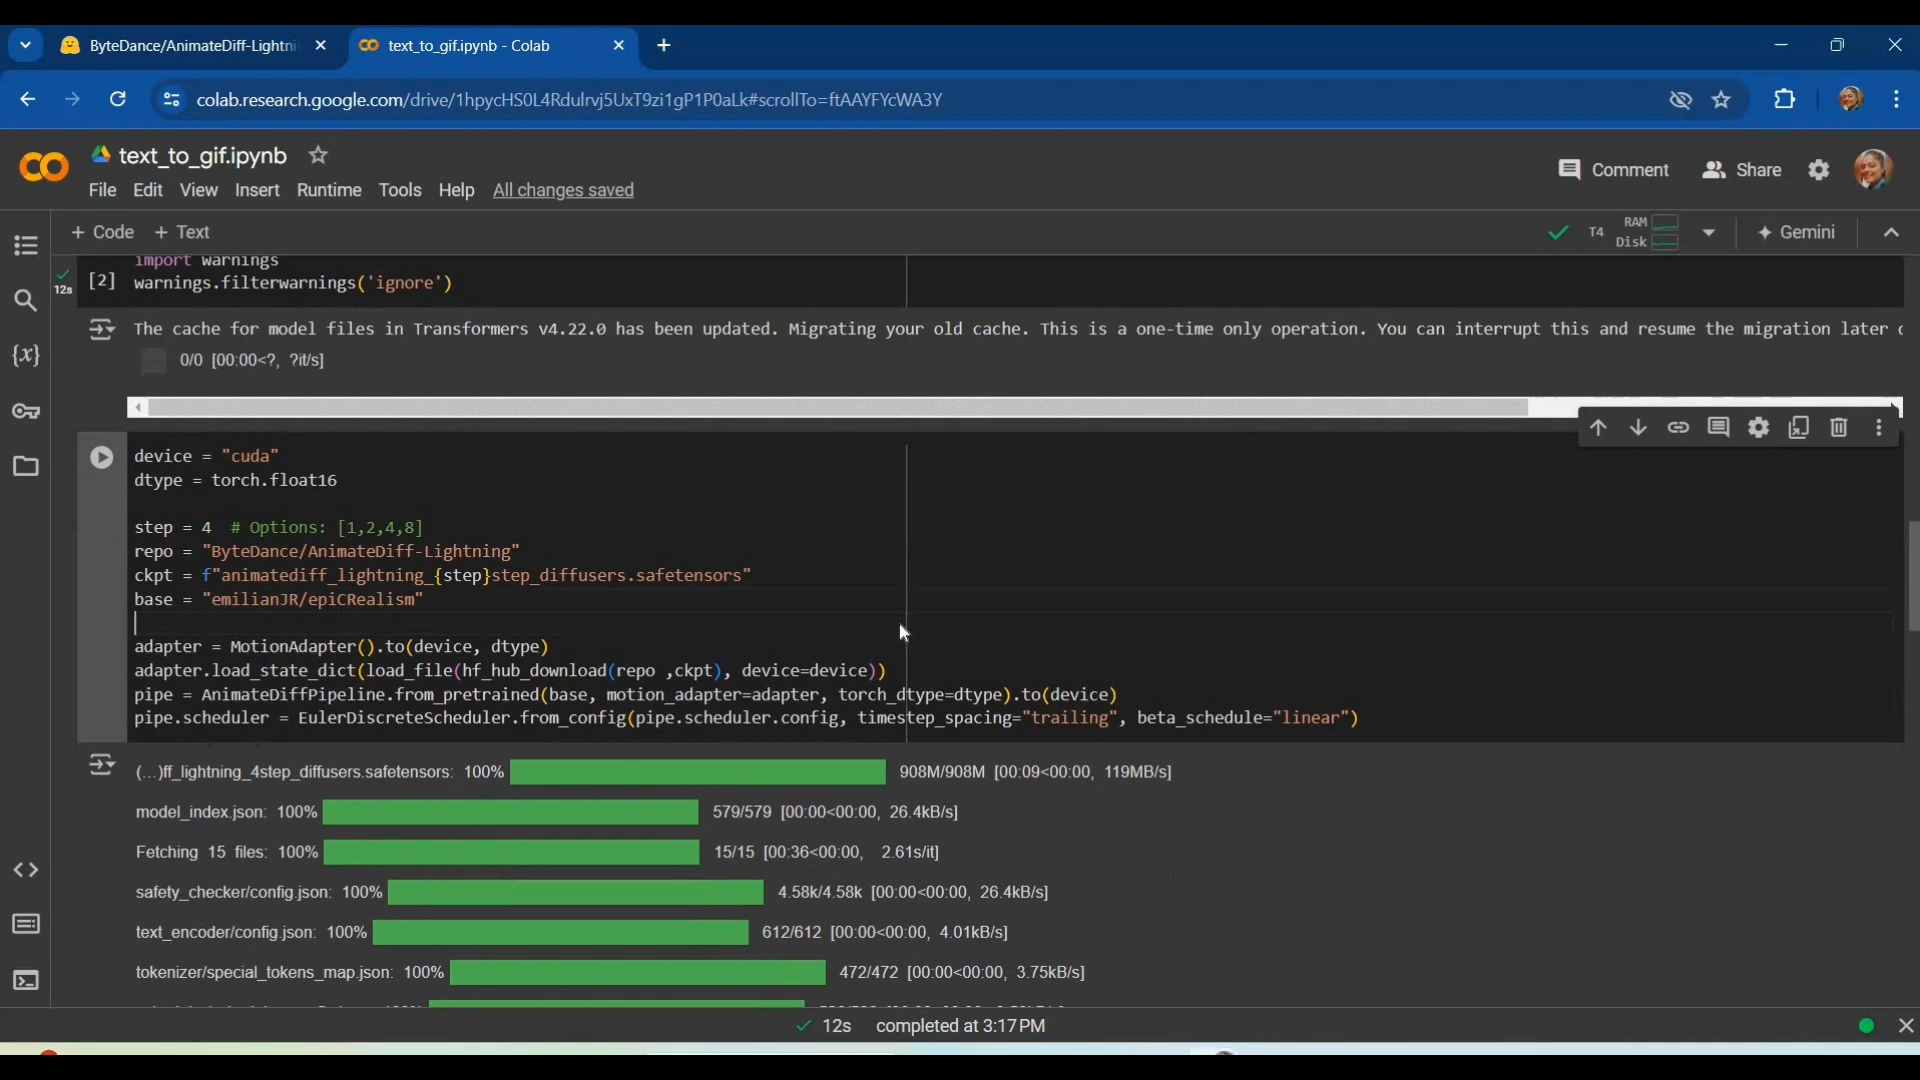 ByteDance/AnimateDiff-Lightni
text_to_gif.ipynb - Colab
colab.research.google.com/drive/1hpycHS0L4Rdulrvj5UxT9zi1gP1P0aLk#scrollTo=ftAAYFYcWA3Y
text_to_gif.ipynb
File Edit View Insert Runtime Tools Help All changes saved
Comment Share
+ Code + Text
T4 RAM Disk Gemini
import warnings
[2] warnings.filterwarnings('ignore')
12s
The cache for model files in Transformers v4.22.0 has been updated. Migrating your old cache. This is a one-time only operation. You can interrupt this and resume the migration later
0/0 [00:00<?, ?it/s]
device = "cuda"
dtype = torch.float16
step = 4 # Options: [1,2,4,8]
repo = "ByteDance/AnimateDiff-Lightning"
ckpt = f"animatediff_lightning_{step}step_diffusers.safetensors"
base = "emilianJR/epiCRealism"
adapter = MotionAdapter().to(device, dtype)
adapter.load_state_dict(load_file(hf_hub_download(repo ,ckpt), device=device))
pipe = AnimateDiffPipeline.from_pretrained(base, motion_adapter=adapter, torch_dtype=dtype).to(device)
pipe.scheduler = EulerDiscreteScheduler.from_config(pipe.scheduler.config, timestep_spacing="trailing", beta_schedule="linear")
(…)ff_lightning_4step_diffusers.safetensors: 100% 908M/908M [00:09<00:00, 119MB/s]
model_index.json: 100% 579/579 [00:00<00:00, 26.4kB/s]
Fetching 15 files: 100% 15/15 [00:36<00:00, 2.61s/it]
safety_checker/config.json: 100% 4.58k/4.58k [00:00<00:00, 26.4kB/s]
text_encoder/config.json: 100% 612/612 [00:00<00:00, 4.01kB/s]
tokenizer/special_tokens_map.json: 100% 472/472 [00:00<00:00, 3.75kB/s]
12s completed at 3:17 PM